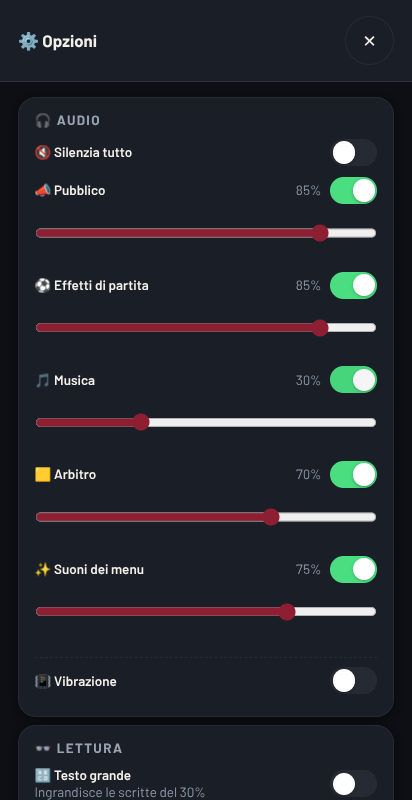 Opzioni
AUDIO
Silenzia tutto
Pubblico 85%
Effetti di partita 85%
Musica 30%
Arbitro 70%
Suoni dei menu 75%
Vibrazione
LETTURA
Testo grande
Ingrandisce le scritte del 30%